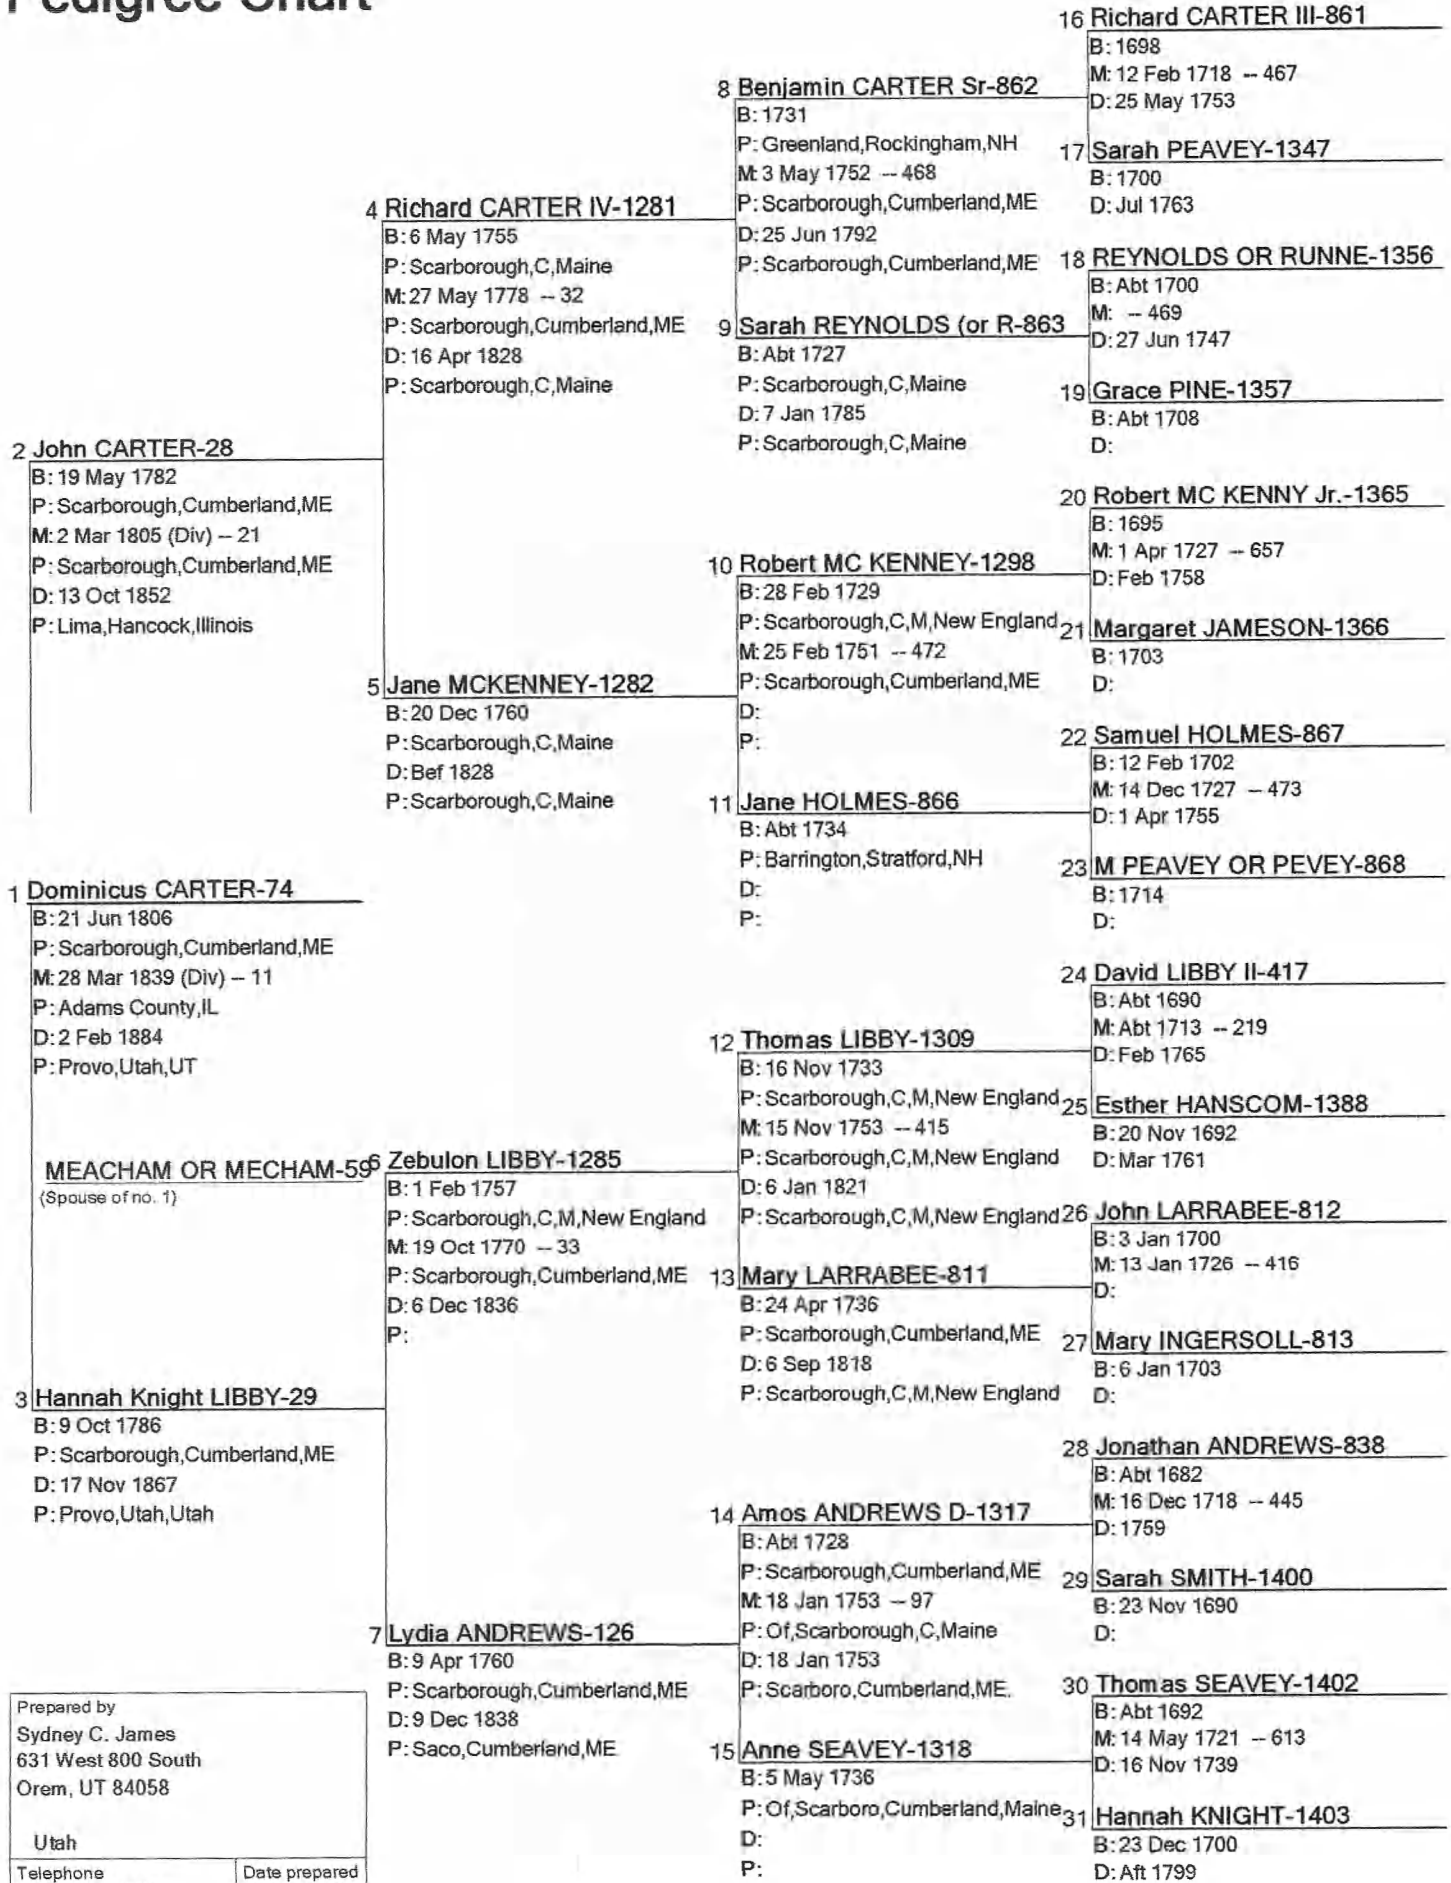 Pedigree Chart
16 Richard CARTER III-861
B: 1698
M: 12 Feb 1718 -- 467
D: 25 May 1753
8 Benjamin CARTER Sr-862
B: 1731
P: Greenland,Rockingham,NH
M: 3 May 1752 -- 468
P: Scarborough,Cumberland,ME
D: 25 Jun 1792
P: Scarborough,Cumberland,ME
17 Sarah PEAVEY-1347
B: 1700
D: Jul 1763
4 Richard CARTER IV-1281
B: 6 May 1755
P: Scarborough,C,Maine
M: 27 May 1778 -- 32
P: Scarborough,Cumberland,ME
D: 16 Apr 1828
P: Scarborough,C,Maine
18 REYNOLDS OR RUNNE-1356
B: Abt 1700
M: -- 469
D: 27 Jun 1747
9 Sarah REYNOLDS (or R-863
B: Abt 1727
P: Scarborough,C,Maine
D: 7 Jan 1785
P: Scarborough,C,Maine
19 Grace PINE-1357
B: Abt 1708
D:
2 John CARTER-28
B: 19 May 1782
P: Scarborough,Cumberland,ME
M: 2 Mar 1805 (Div) -- 21
P: Scarborough,Cumberland,ME
D: 13 Oct 1852
P: Lima,Hancock,Illinois
20 Robert MC KENNY Jr.-1365
B: 1695
M: 1 Apr 1727 -- 657
D: Feb 1758
10 Robert MC KENNEY-1298
B: 28 Feb 1729
P: Scarborough,C,M,New England
M: 25 Feb 1751 -- 472
P: Scarborough,Cumberland,ME
D:
P:
21 Margaret JAMESON-1366
B: 1703
D:
5 Jane MCKENNEY-1282
B: 20 Dec 1760
P: Scarborough,C,Maine
D: Bef 1828
P: Scarborough,C,Maine
22 Samuel HOLMES-867
B: 12 Feb 1702
M: 14 Dec 1727 -- 473
D: 1 Apr 1755
11 Jane HOLMES-866
B: Abt 1734
P: Barrington,Stratford,NH
D:
P:
23 M PEAVEY OR PEVEY-868
B: 1714
D:
1 Dominicus CARTER-74
B: 21 Jun 1806
P: Scarborough,Cumberland,ME
M: 28 Mar 1839 (Div) -- 11
P: Adams County,IL
D: 2 Feb 1884
P: Provo,Utah,UT
24 David LIBBY II-417
B: Abt 1690
M: Abt 1713 -- 219
D: Feb 1765
12 Thomas LIBBY-1309
B: 16 Nov 1733
P: Scarborough,C,M,New England
M: 15 Nov 1753 -- 415
P: Scarborough,C,M,New England
D: 6 Jan 1821
P: Scarborough,C,M,New England
25 Esther HANSCOM-1388
B: 20 Nov 1692
D: Mar 1761
MEACHAM OR MECHAM-59
(Spouse of no. 1)
6 Zebulon LIBBY-1285
B: 1 Feb 1757
P: Scarborough,C,M,New England
M: 19 Oct 1770 -- 33
P: Scarborough,Cumberland,ME
D: 6 Dec 1836
P:
26 John LARRABEE-812
B: 3 Jan 1700
M: 13 Jan 1726 -- 416
D:
13 Mary LARRABEE-811
B: 24 Apr 1736
P: Scarborough,Cumberland,ME
D: 6 Sep 1818
P: Scarborough,C,M,New England
27 Mary INGERSOLL-813
B: 6 Jan 1703
D:
3 Hannah Knight LIBBY-29
B: 9 Oct 1786
P: Scarborough,Cumberland,ME
D: 17 Nov 1867
P: Provo,Utah,Utah
28 Jonathan ANDREWS-838
B: Abt 1682
M: 16 Dec 1718 -- 445
D: 1759
14 Amos ANDREWS D-1317
B: Abt 1728
P: Scarborough,Cumberland,ME
M: 18 Jan 1753 -- 97
P: Of,Scarborough,C,Maine
D: 18 Jan 1753
P: Scarboro,Cumberland,ME.
29 Sarah SMITH-1400
B: 23 Nov 1690
D:
7 Lydia ANDREWS-126
B: 9 Apr 1760
P: Scarborough,Cumberland,ME
D: 9 Dec 1838
P: Saco,Cumberland,ME
30 Thomas SEAVEY-1402
B: Abt 1692
M: 14 May 1721 -- 613
D: 16 Nov 1739
15 Anne SEAVEY-1318
B: 5 May 1736
P: Of,Scarboro,Cumberland,Maine
D:
P:
31 Hannah KNIGHT-1403
B: 23 Dec 1700
D: Aft 1799
Prepared by
Sydney C. James
631 West 800 South
Orem, UT 84058
Utah
Telephone
Date prepared